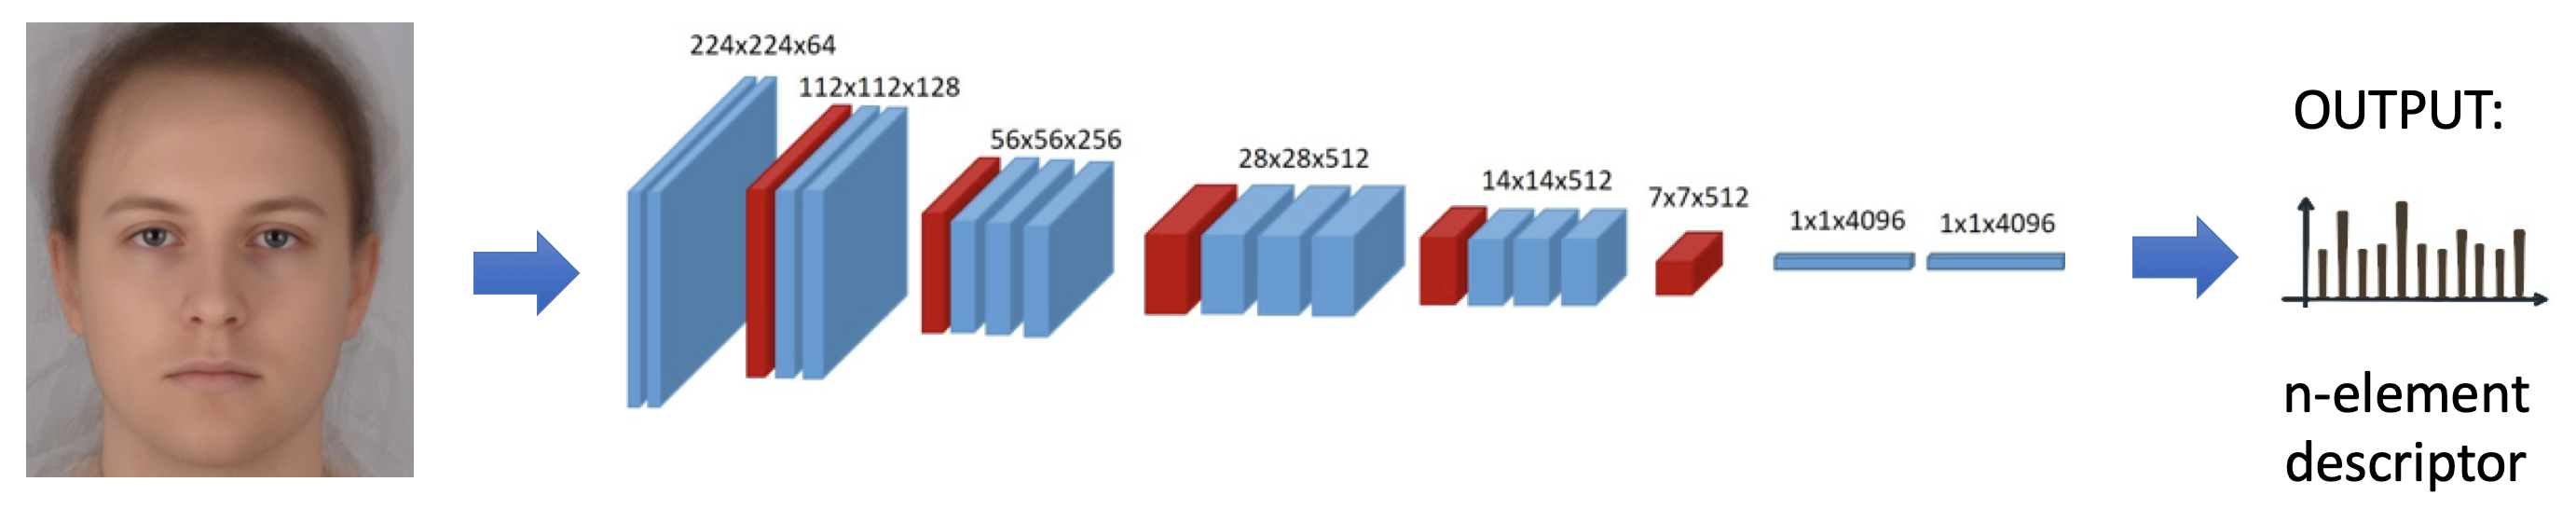 224x224x64
112x112x128
56x56x256
28x28x512
14x14x512
7x7x512
1x1x4096
1x1x4096
OUTPUT:
n-element
descriptor